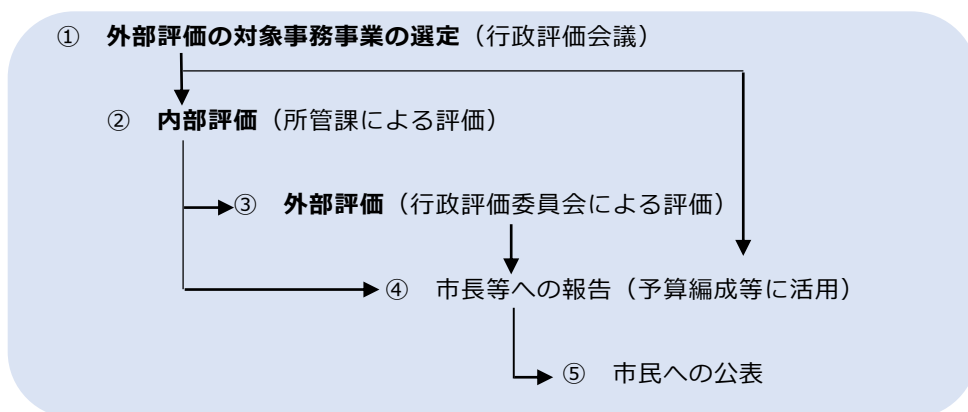 ① 外部評価の対象事務事業の選定（行政評価会議）
② 内部評価（所管課による評価）
③ 外部評価（行政評価委員会による評価）
④ 市長等への報告（予算編成等に活用）
⑤ 市民への公表